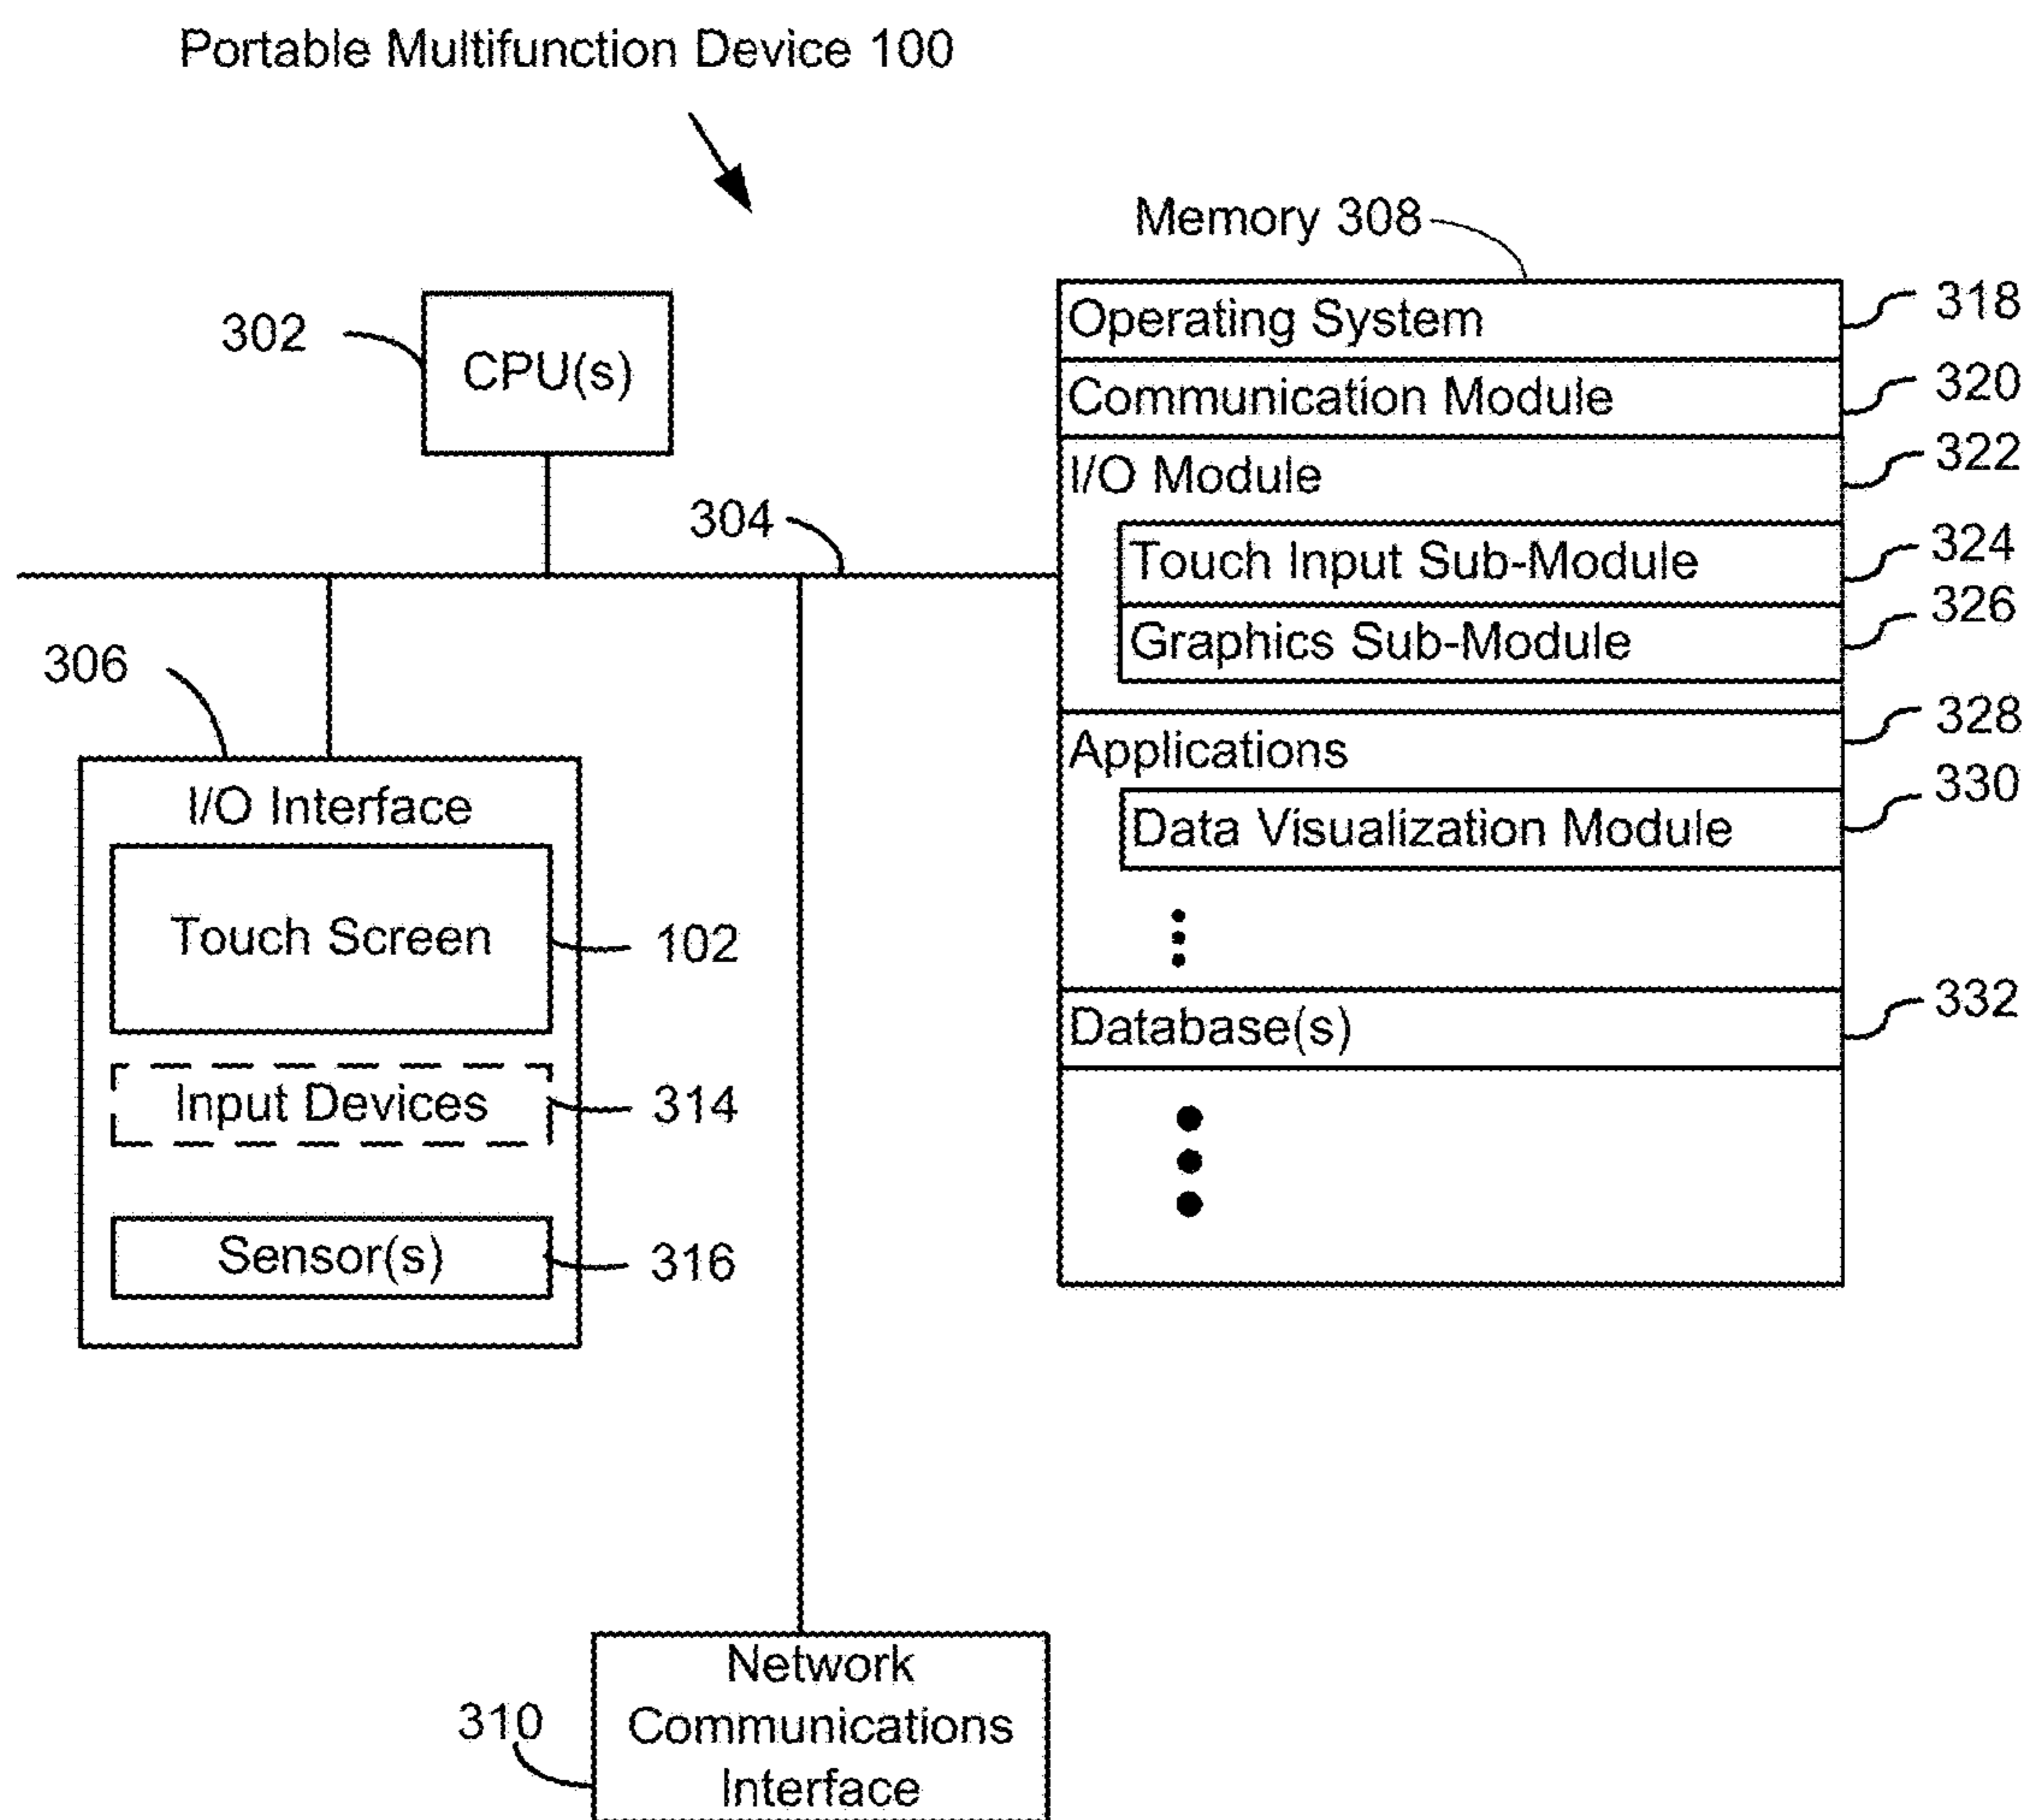 Portable Multifunction Device 100
Memory 308
302
CPU(s)
304
Operating System
318
Communication Module
320
I/O Module
322
Touch Input Sub-Module
324
Graphics Sub-Module
326
Applications
328
Data Visualization Module
330
Database(s)
332
306
I/O Interface
Touch Screen
102
Input Devices
314
Sensor(s)
316
310
Network
Communications
Interface